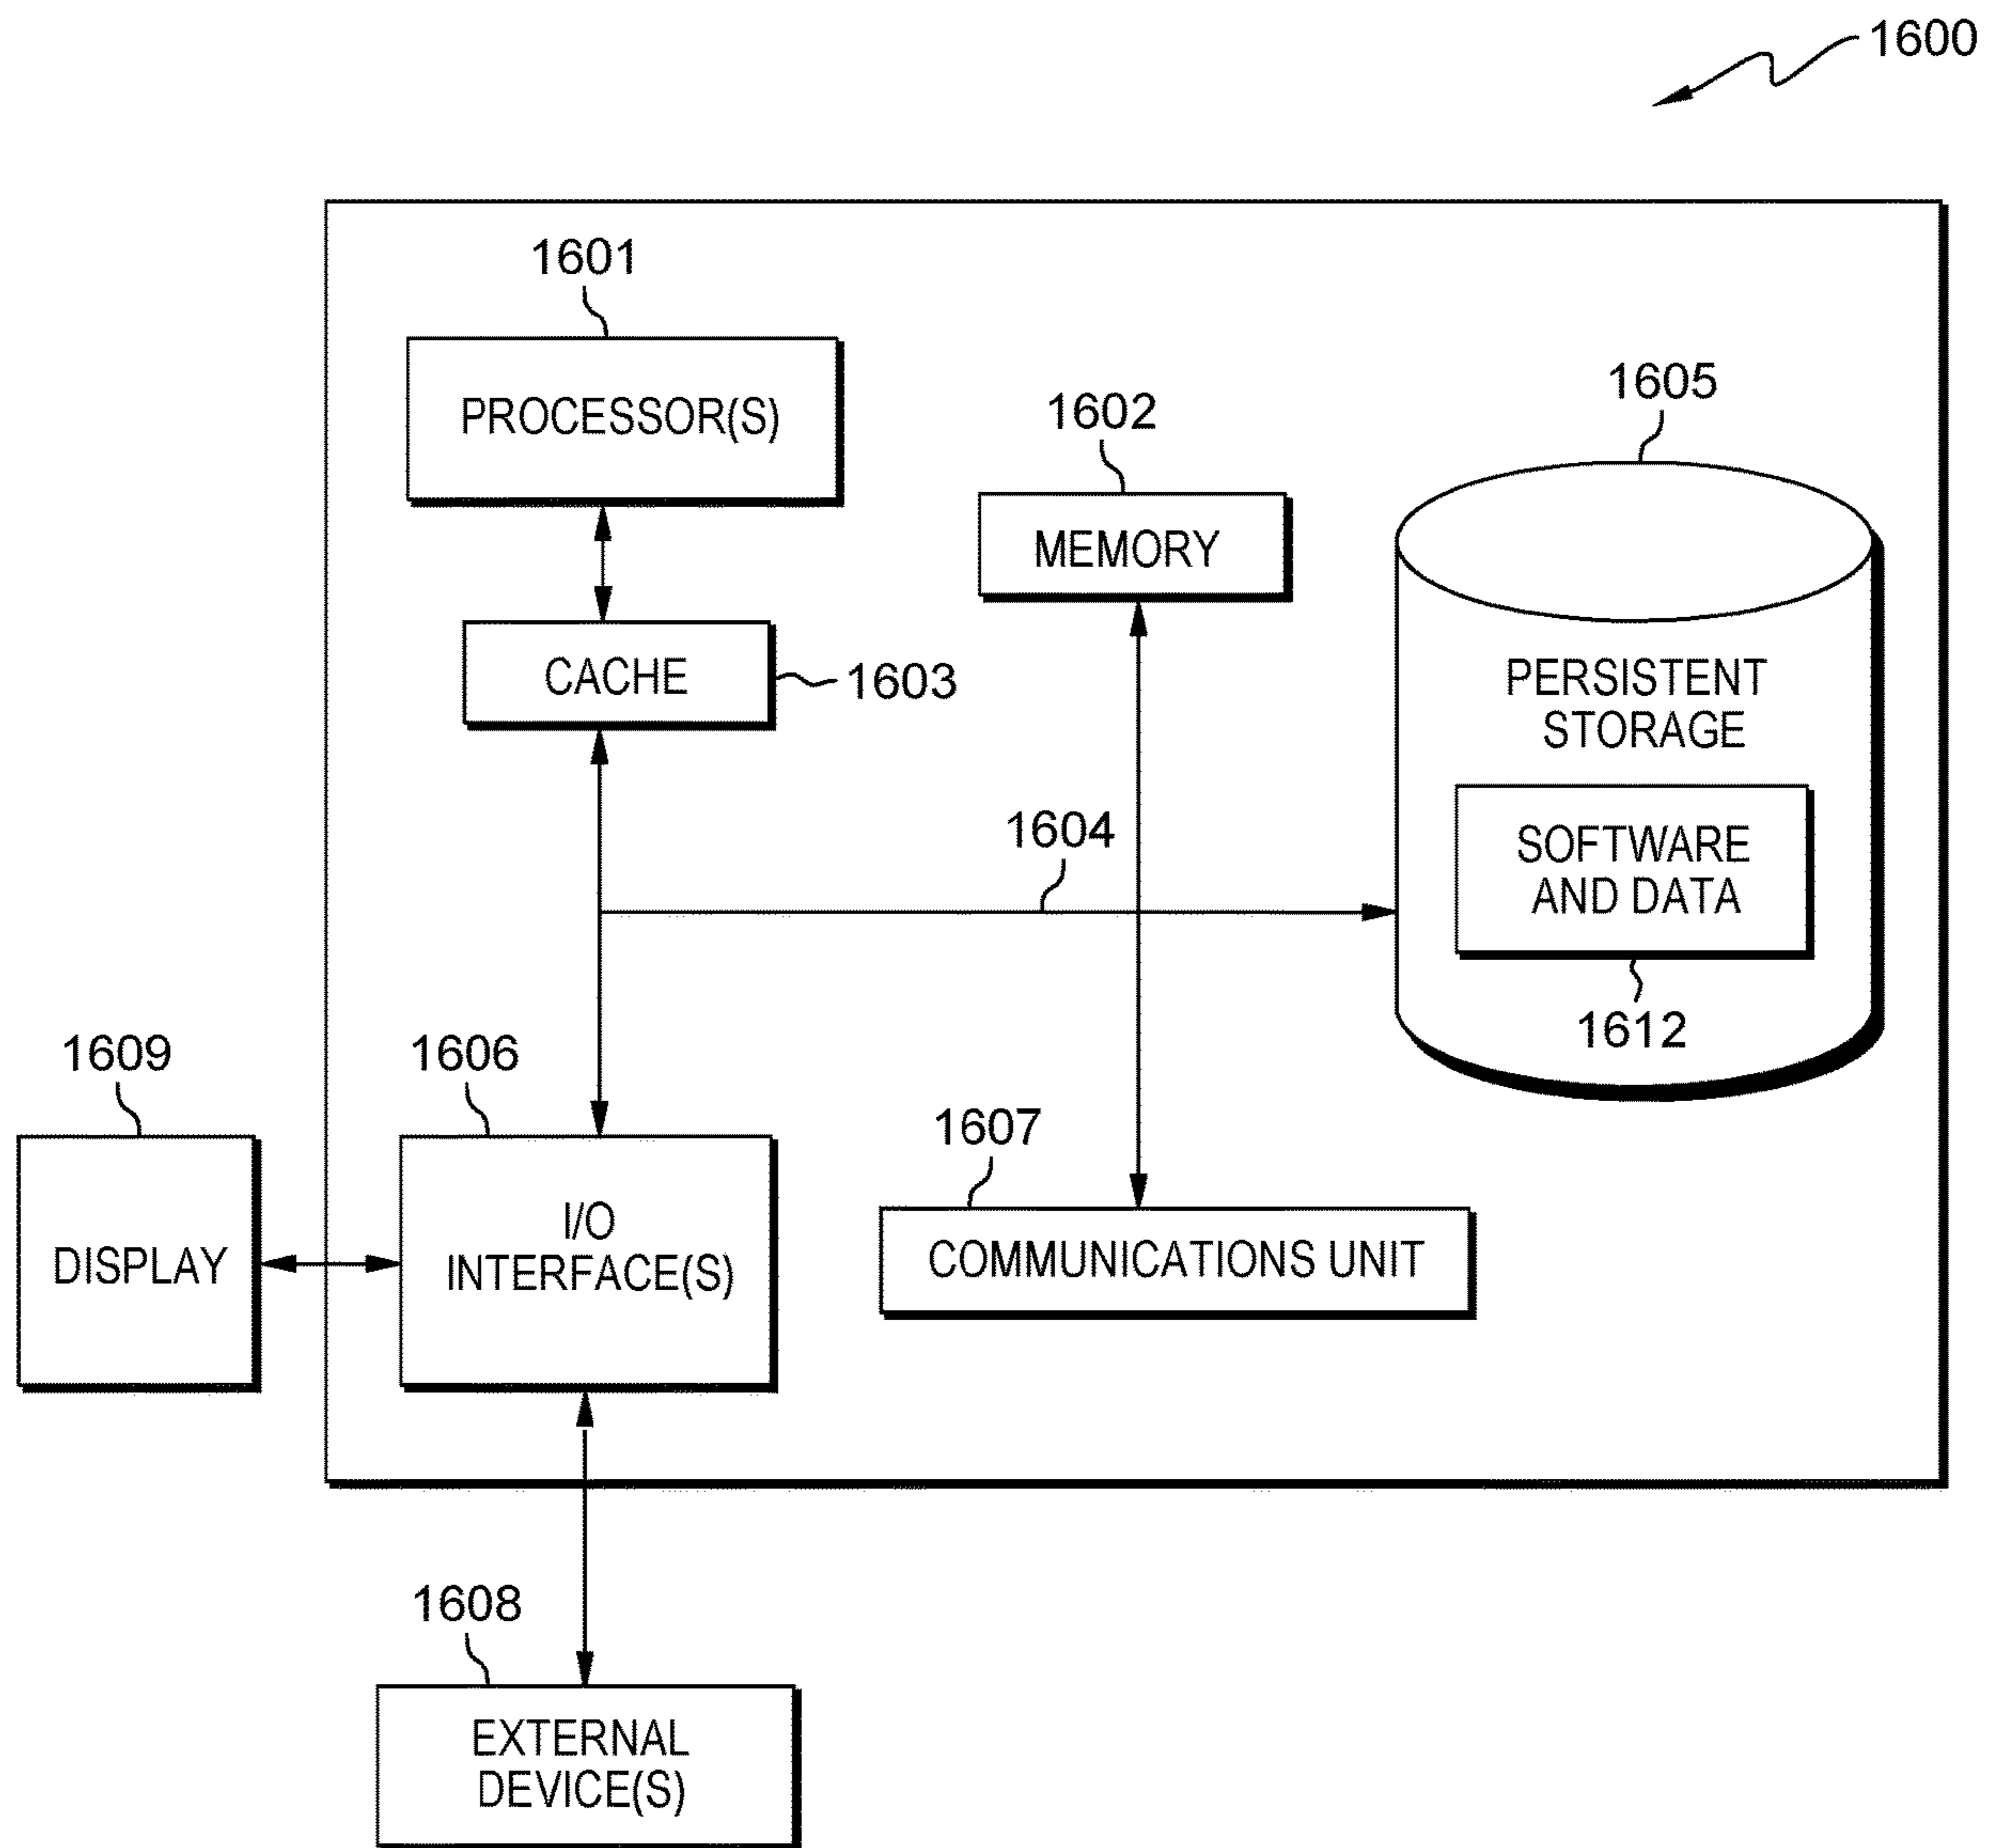 1600
1601
PROCESSOR(S)
1602
MEMORY
1605
CACHE
1603
PERSISTENT
STORAGE
1604
SOFTWARE
AND DATA
1612
1609
1606
1607
DISPLAY
I/O
INTERFACE(S)
COMMUNICATIONS UNIT
1608
EXTERNAL
DEVICE(S)